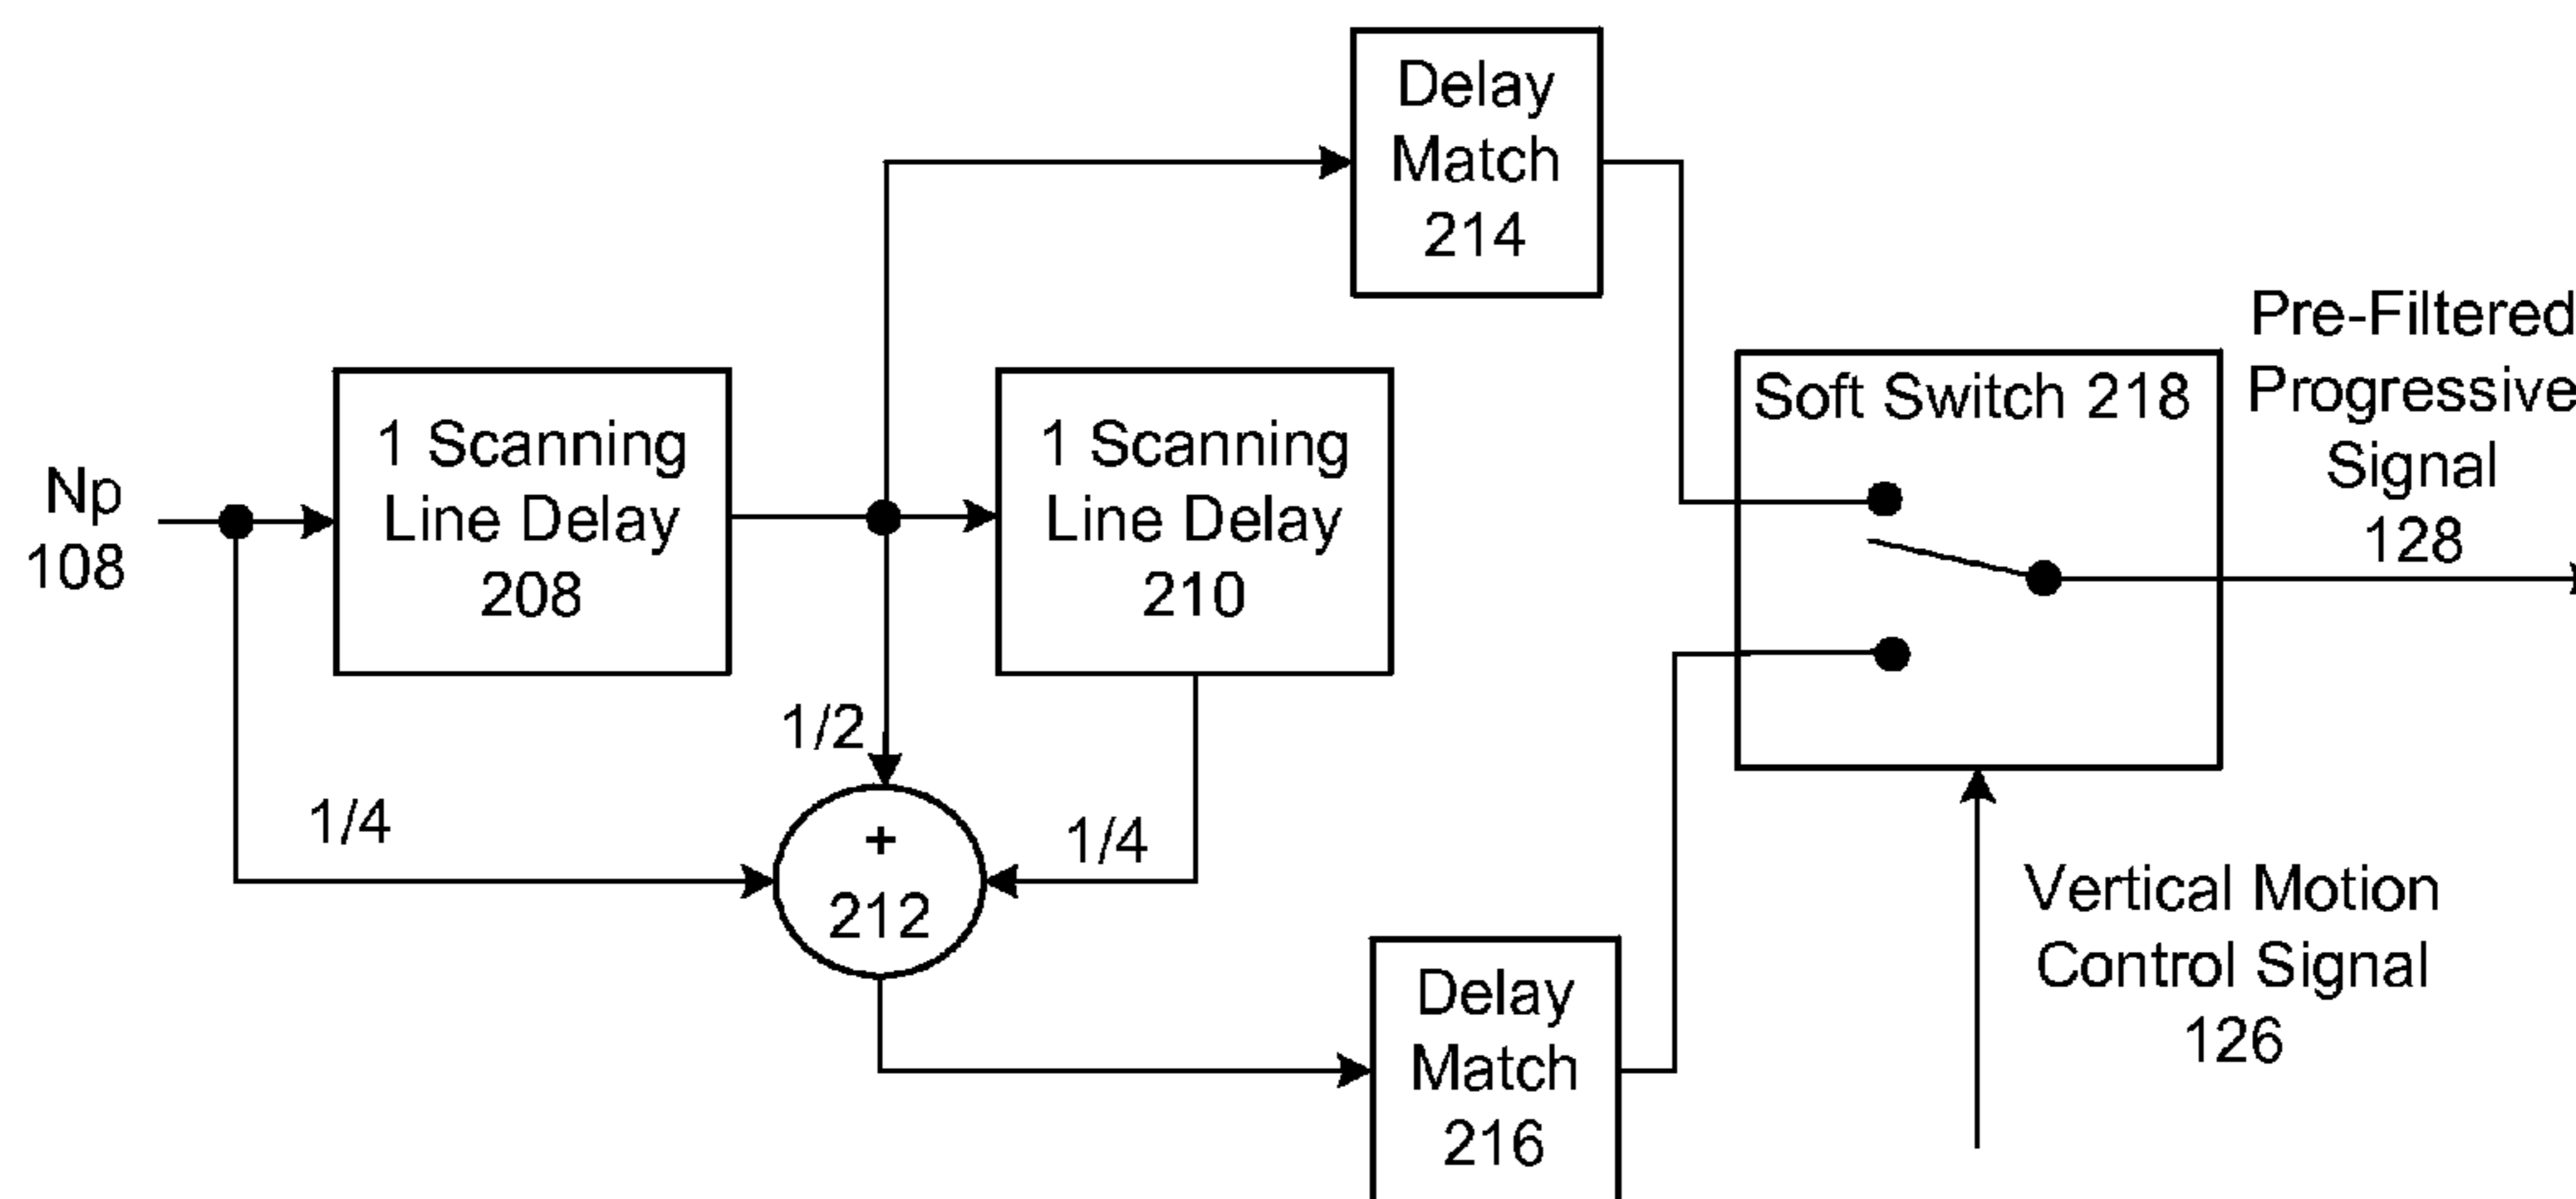 Delay
Match
214
Pre-Filtered
Progressive
Signal
128
Soft Switch 218
1 Scanning
Line Delay
208
1 Scanning
Line Delay
210
Np
108
1/2
1/4
1/4
+
212
Vertical Motion
Control Signal
126
Delay
Match
216